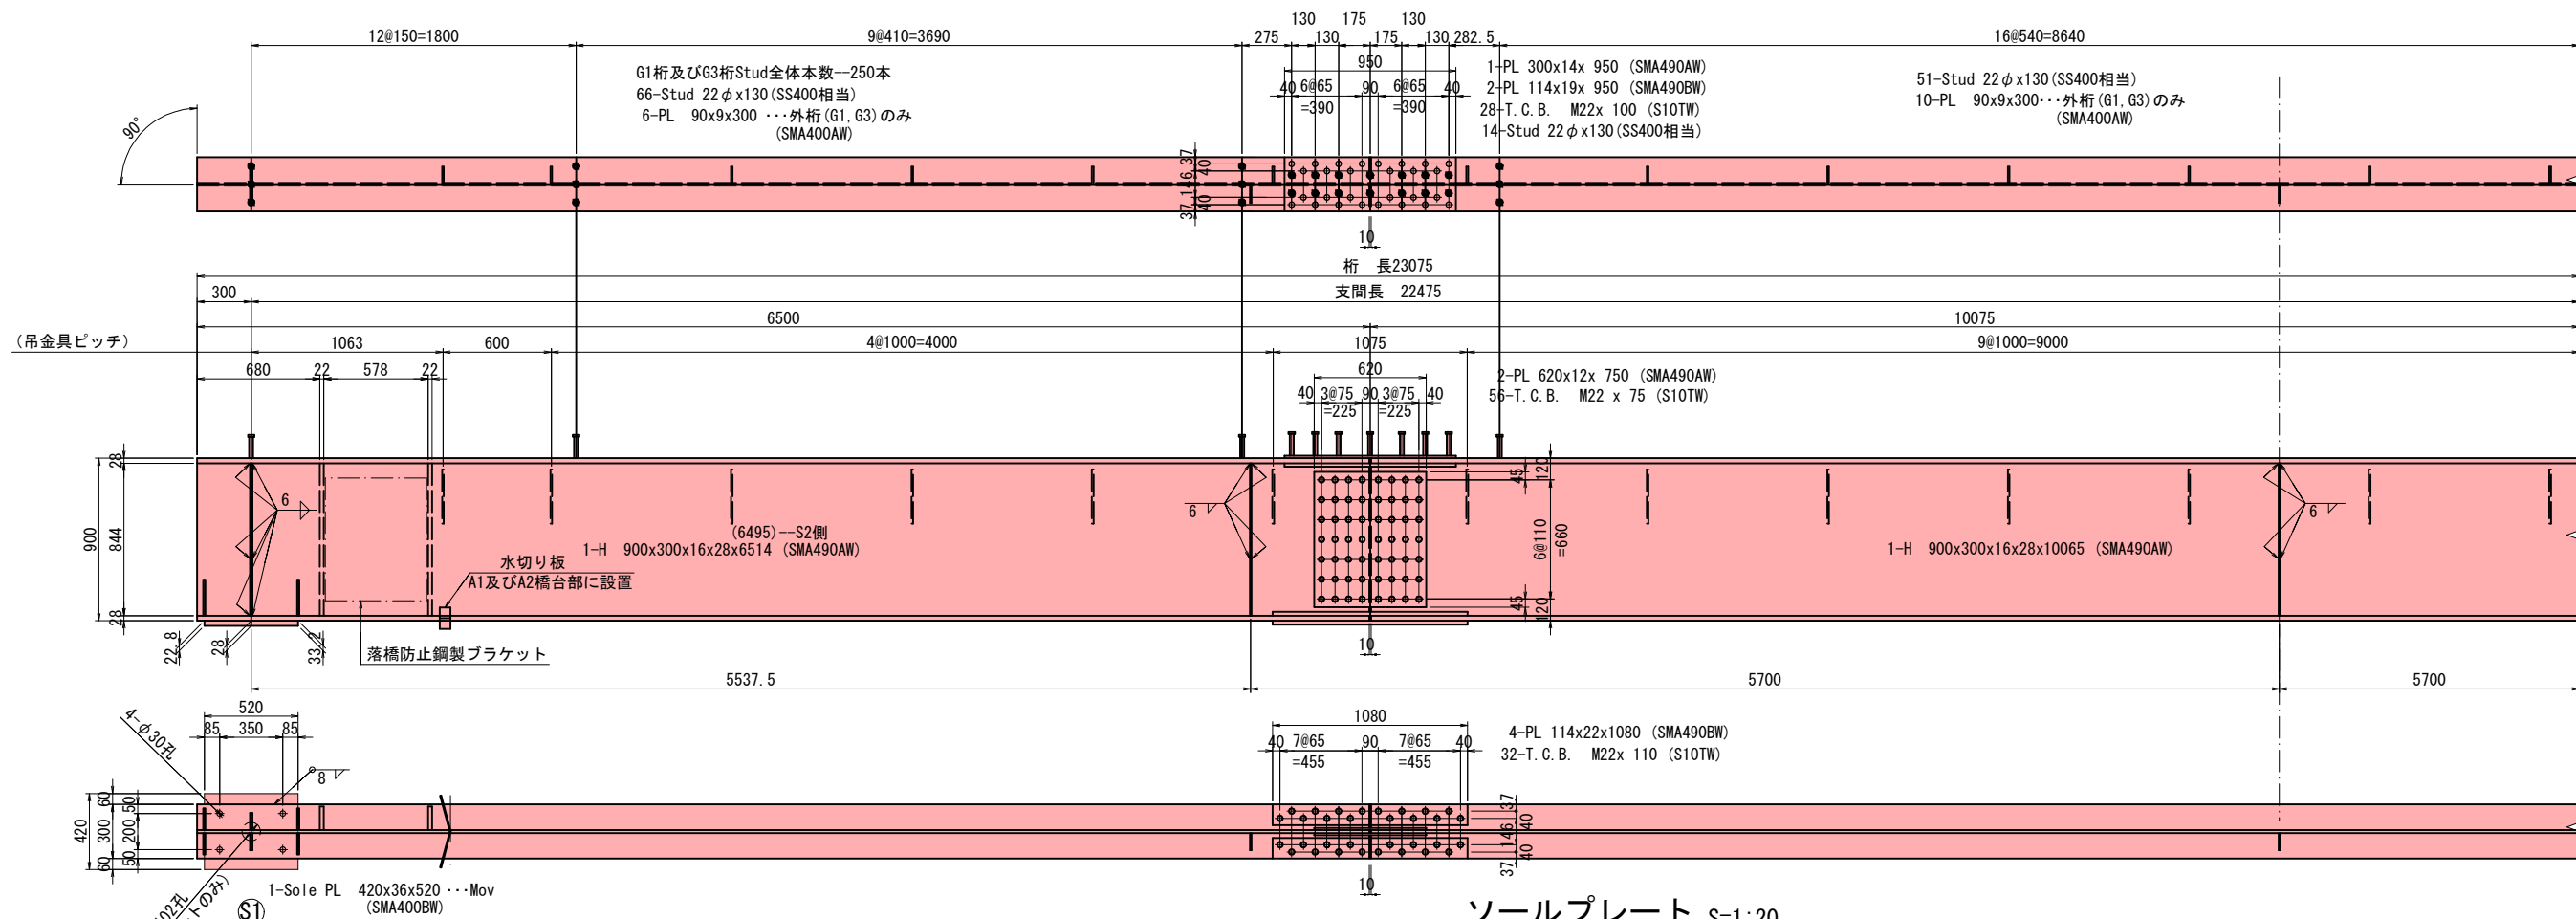 130 175 130
12@150=1800 9@410=3690 275 130 175 130 282.5 16@540=8640
950
40 6@65 90 6@65 40
=390 =390
G1桁及びG3桁Stud全体本数--250本
66-Stud 22φx130(SS400相当)
6-PL 90x9x300 ･･･外桁(G1,G3)のみ
(SMA400AW)
1-PL 300x14x 950 (SMA490AW)
2-PL 114x19x 950 (SMA490BW)
28-T.C.B. M22x 100 (S10TW)
14-Stud 22φx130(SS400相当)
51-Stud 22φx130(SS400相当)
10-PL 90x9x300･･･外桁(G1,G3)のみ
(SMA400AW)
90°
37
40
146
40
37
10
桁 長23075
300 支間長 22475
6500 10075
(吊金具ピッチ) 1063 600 4@1000=4000 1075 9@1000=9000
680 22 578 22 620
40 3@75 90 3@75 40
=225 =225
2-PL 620x12x 750 (SMA490AW)
56-T.C.B. M22 x 75 (S10TW)
28
900
844
28
6
6
6
45
120
6@110
=660
45
120
(6495)--S2側
1-H 900x300x16x28x6514 (SMA490AW)
1-H 900x300x16x28x10065 (SMA490AW)
水切り板
A1及びA2橋台部に設置
22.8
28
33.2
落橋防止鋼製ブラケット
10
5537.5 5700 5700
520
85 350 85
4-φ30孔
8
1080
40 7@65 90 7@65 40
=455 =455
4-PL 114x22x1080 (SMA490BW)
32-T.C.B. M22x 110 (S10TW)
60
50
420
300
200
50
60
37
40
146
40
37
10
1-Sole PL 420x36x520 ･･･Mov
(SMA400BW)
S1
ソールプレート S=1:20